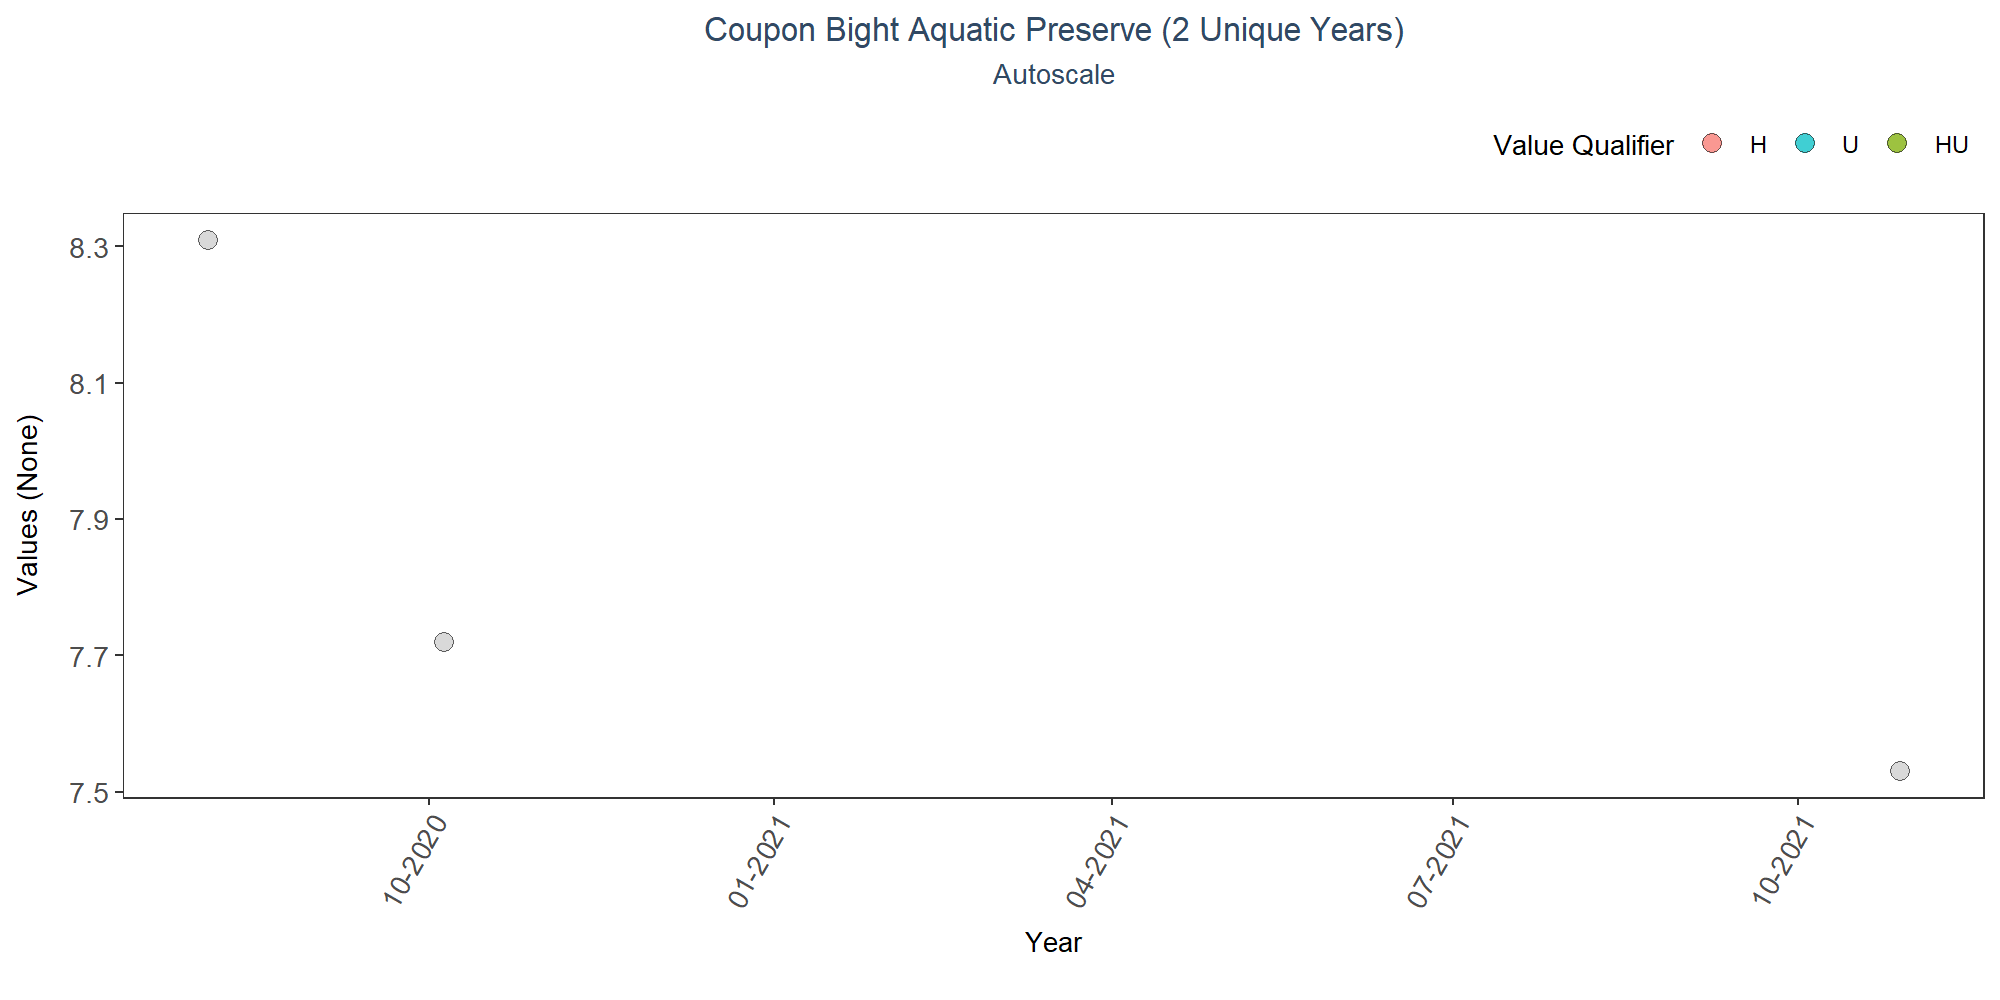 Coupon Bight Aquatic Preserve (2 Unique Years)
Autoscale
Value Qualifier H U HU
8.3
8.1
7.9
7.7
7.5
Values (None)
10-2020 01-2021 04-2021 07-2021 10-2021
Year